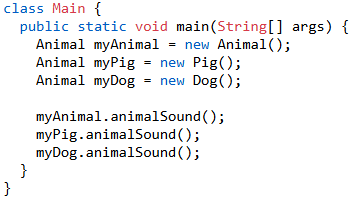 class Main {
  public static void main(String[] args) {
    Animal myAnimal = new Animal();
    Animal myPig = new Pig();
    Animal myDog = new Dog();

    myAnimal.animalSound();
    myPig.animalSound();
    myDog.animalSound();
  }
}